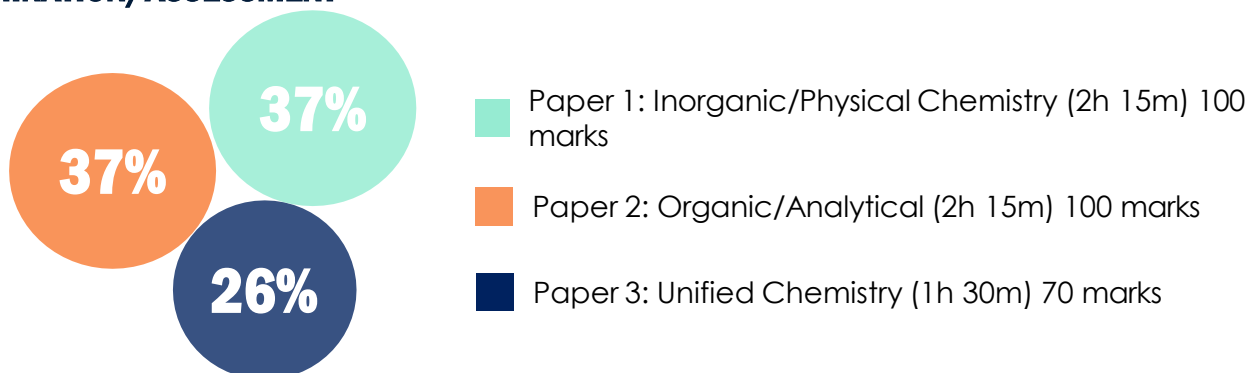 37%
Paper 1: Inorganic/Physical Chemistry (2h 15m) 100
marks
37%
Paper 2: Organic/Analytical (2h 15m) 100 marks
26%
Paper 3: Unified Chemistry (1h 30m) 70 marks